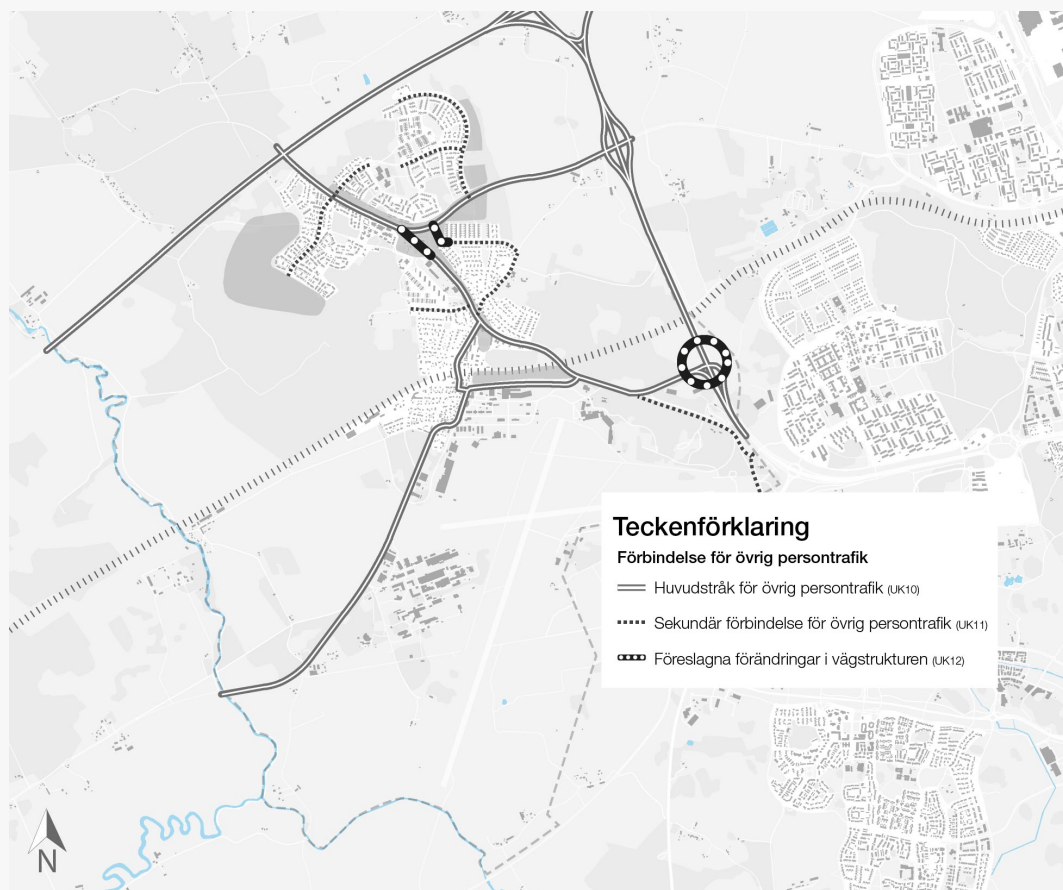 Teckenförklaring
Förbindelse för övrig persontrafik
Huvudstråk för övrig persontrafik (UK10)
Sekundär förbindelse för övrig persontrafik (UK11)
Föreslagna förändringar i vägstrukturen (UK12)
N